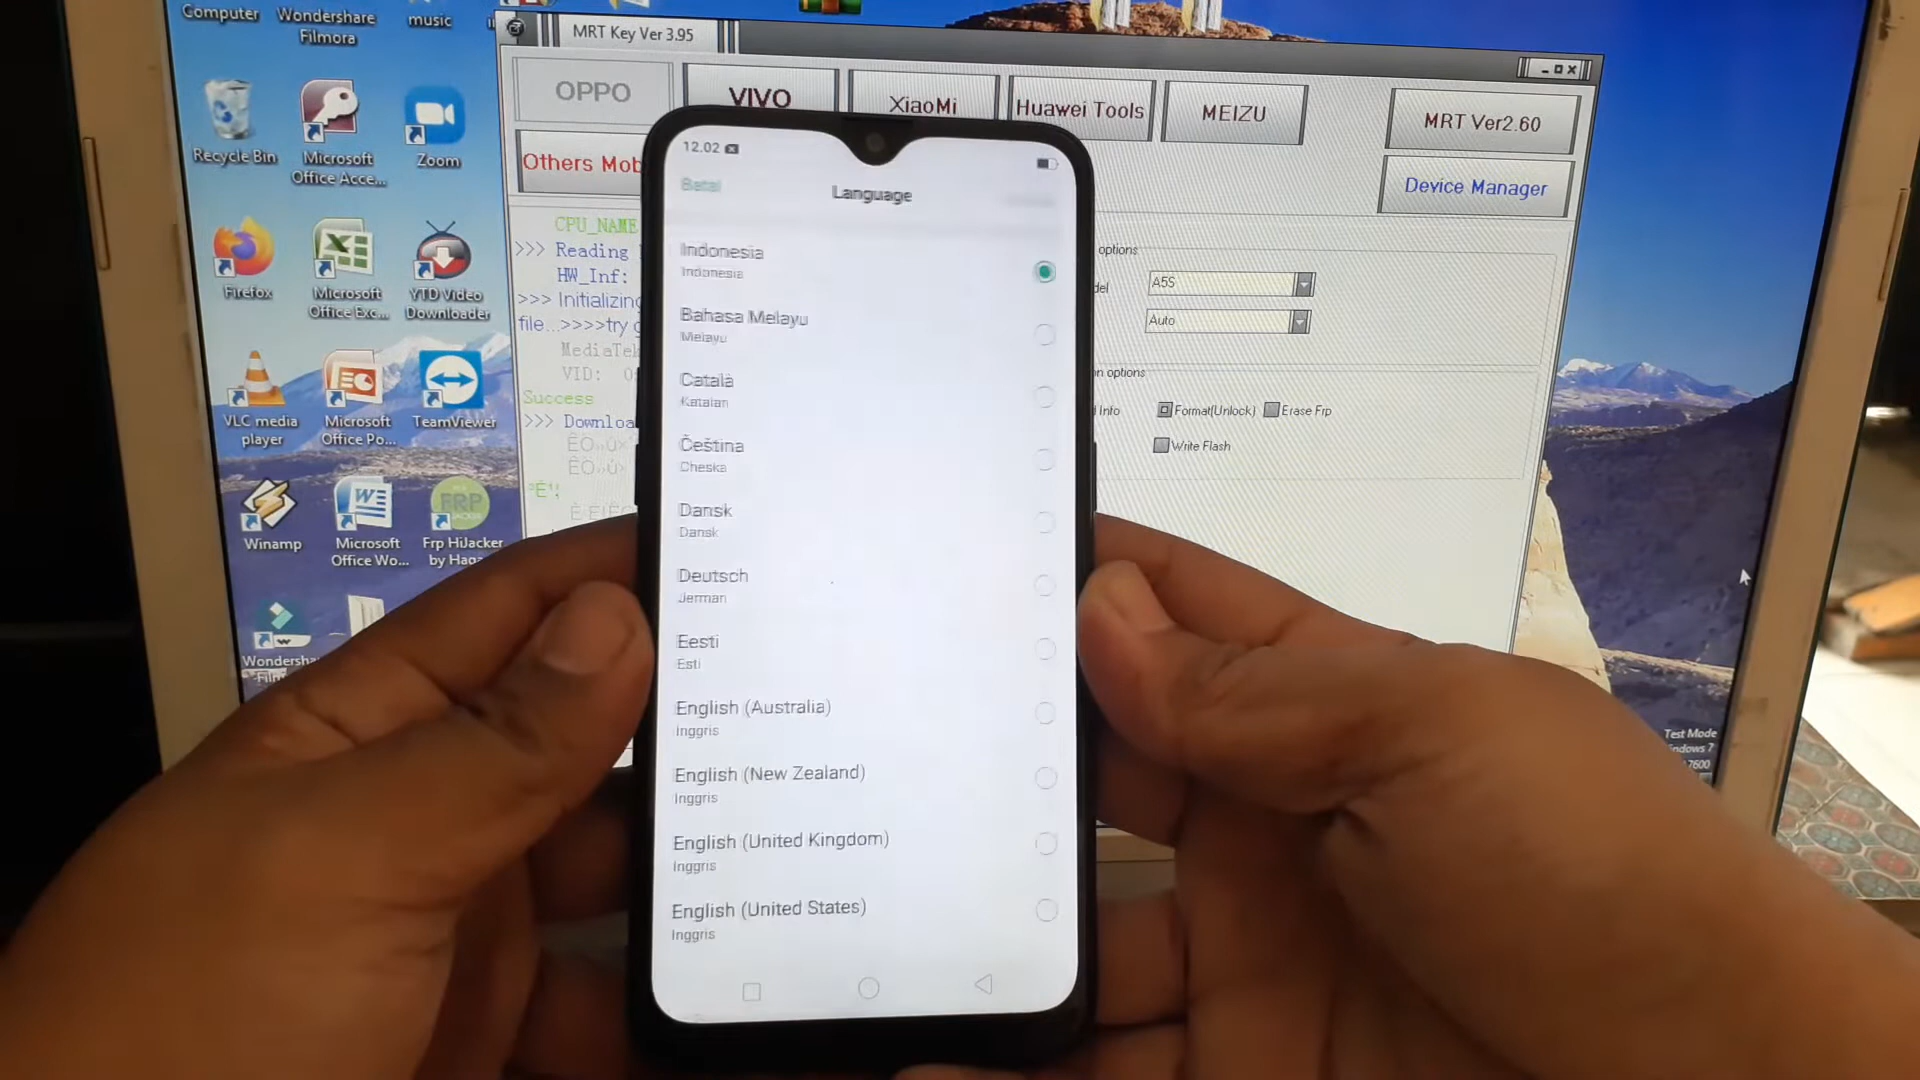 Computer
Wondershare
Filmora
music
Recycle Bin
Microsoft
Office Acce...
Zoom
Firefox
Microsoft
Office Exc...
YTD Video
Downloader
VLC media
player
Microsoft
Office Po...
TeamViewer
Winamp
Microsoft
Office Wo...
FRP
Frp HiJacker
by Haga
MRT Key Ver 3.95
OPPO
VIVO
XiaoMi
Huawei Tools
MEIZU
MRT Ver2.60
Others Mob
Device Manager
CPU_NAME
>>> Reading
HW_Inf:
>>> Initializing
file...>>>>try
MediaTek
VID:
Success
>>> Downloa
options
del
A5S
Auto
on options
Info
Format(Unlock)
Erase Frp
Write Flash
Test Mode
indows 7
7600
12.02
Batal
Language
Indonesia
Indonesia
Bahasa Melayu
Melayu
Català
Katalan
Čeština
Cheska
Dansk
Dansk
Deutsch
Jerman
Eesti
Esti
English (Australia)
Inggris
English (New Zealand)
Inggris
English (United Kingdom)
Inggris
English (United States)
Inggris